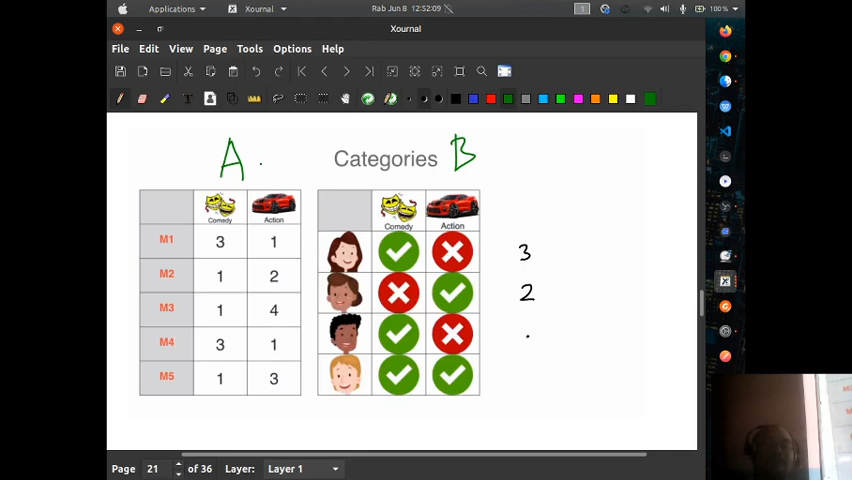 Applications
Xournal
Rab Jun 8 12:52:09
1
100%
Xournal
File Edit View Page Tools Options Help
A
Categories B
Comedy Action
Comedy Action
M1 3 1
M2 1 2
M3 1 4
M4 3 1
M5 1 3
3
2
Page 21 of 36 Layer: Layer 1